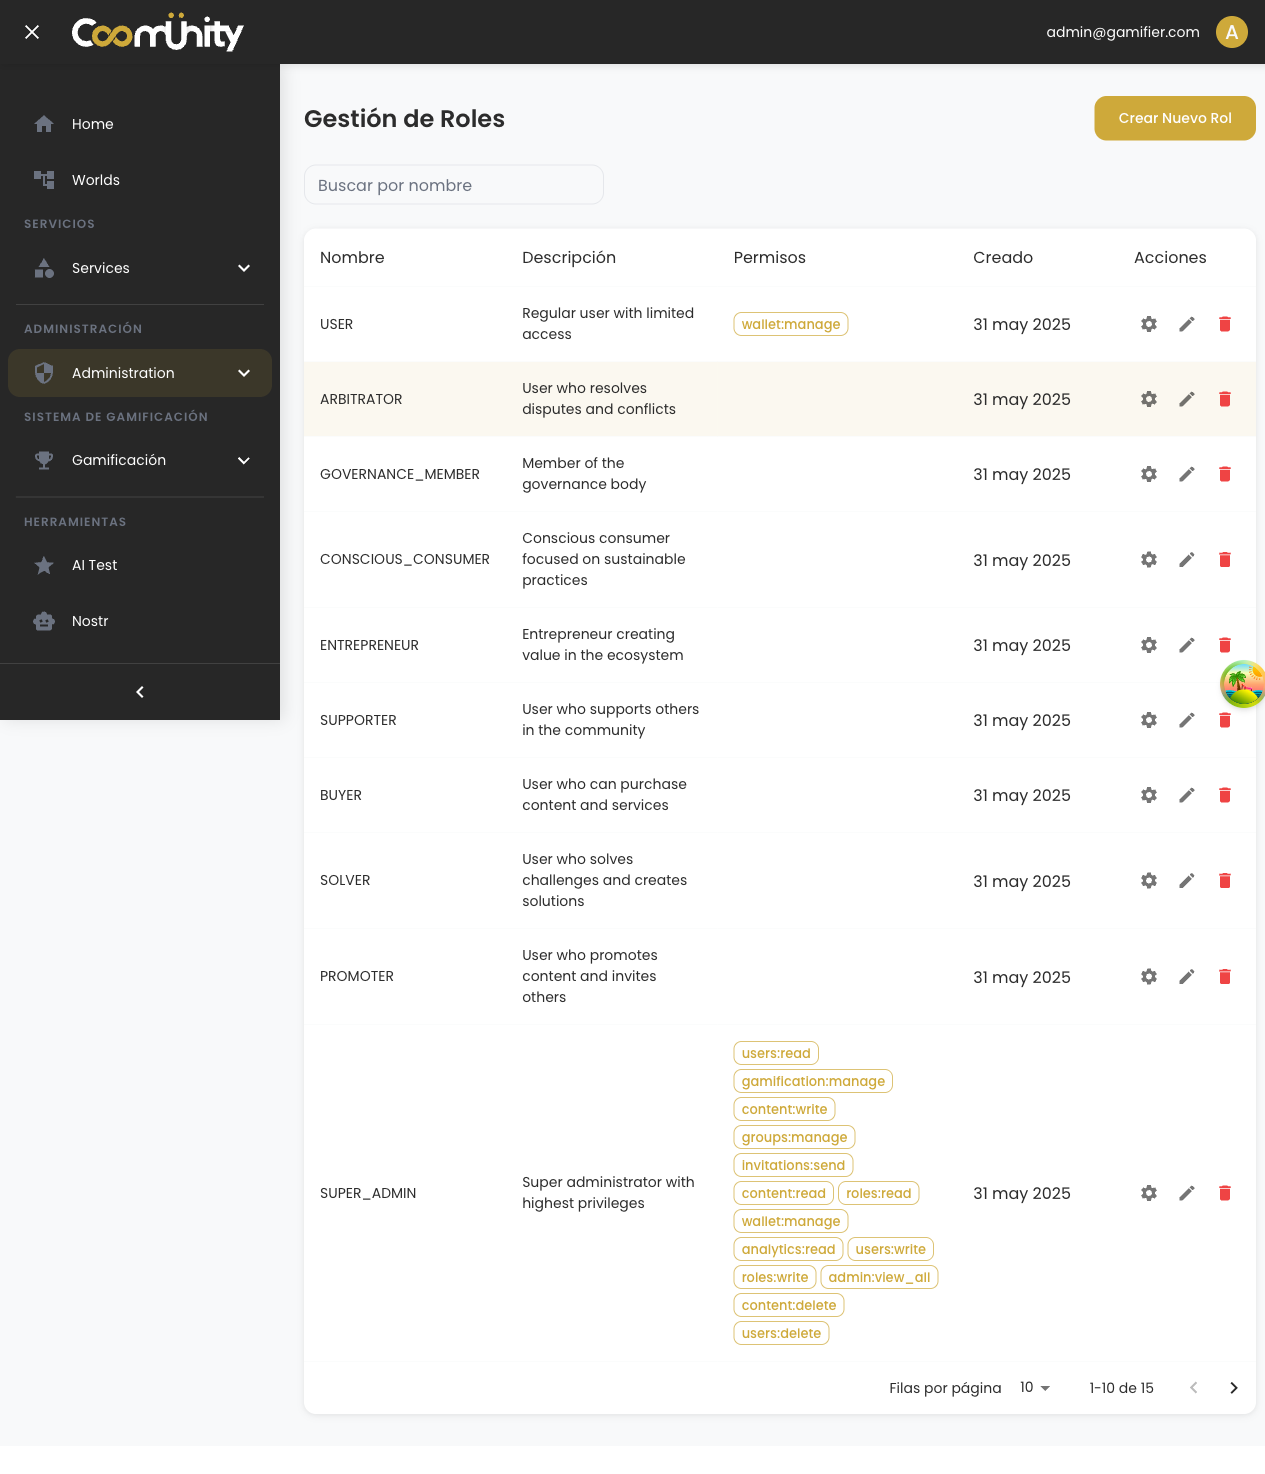 Coomünity
admin@gamifier.com
A
Home
Worlds
SERVICIOS
Services
ADMINISTRACIÓN
Administration
SISTEMA DE GAMIFICACIÓN
Gamificación
HERRAMIENTAS
AI Test
Nostr
Gestión de Roles
Crear Nuevo Rol
Buscar por nombre
Nombre Descripción Permisos Creado Acciones
USER
Regular user with limited
access
wallet:manage
31 may 2025
ARBITRATOR
User who resolves
disputes and conflicts
31 may 2025
GOVERNANCE_MEMBER
Member of the
governance body
31 may 2025
CONSCIOUS_CONSUMER
Conscious consumer
focused on sustainable
practices
31 may 2025
ENTREPRENEUR
Entrepreneur creating
value in the ecosystem
31 may 2025
SUPPORTER
User who supports others
in the community
31 may 2025
BUYER
User who can purchase
content and services
31 may 2025
SOLVER
User who solves
challenges and creates
solutions
31 may 2025
PROMOTER
User who promotes
content and invites
others
31 may 2025
SUPER_ADMIN
Super administrator with
highest privileges
users:read
gamification:manage
content:write
groups:manage
invitations:send
content:read roles:read
wallet:manage
analytics:read users:write
roles:write admin:view_all
content:delete
users:delete
31 may 2025
Filas por página 10 1-10 de 15